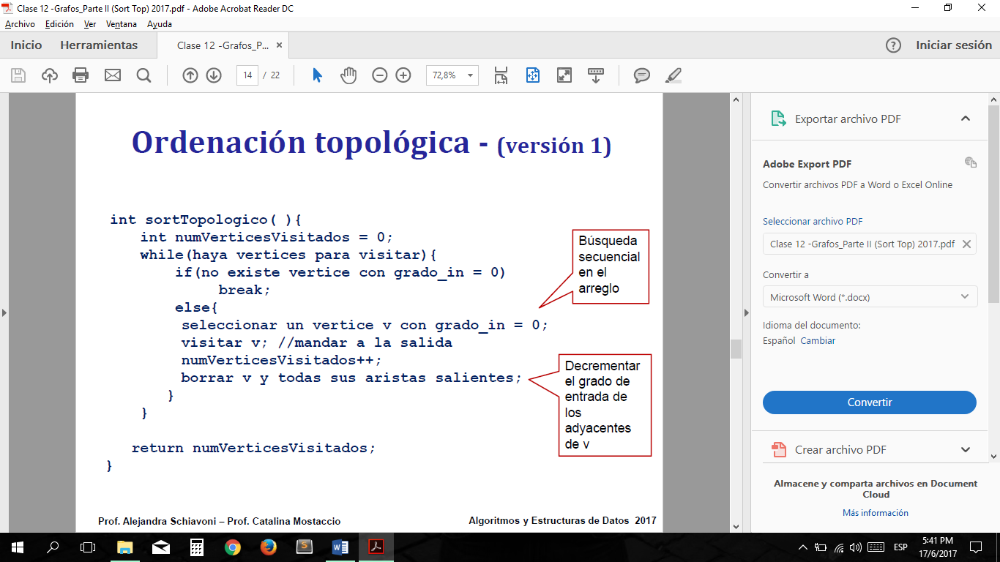 Clase 12 -Grafos_Parte II (Sort Top) 2017.pdf - Adobe Acrobat Reader DC
Archivo Edición Ver Ventana Ayuda
Inicio Herramientas Clase 12 -Grafos_P... × ? Iniciar sesión
14 / 22 72,8%
Ordenación topológica - (versión 1)
int sortTopologico( ){
int numVerticesVisitados = 0;
while(haya vertices para visitar){
if(no existe vertice con grado_in = 0)
break;
else{
seleccionar un vertice v con grado_in = 0;
visitar v; //mandar a la salida
numVerticesVisitados++;
borrar v y todas sus aristas salientes;
}
}
return numVerticesVisitados;
}
Búsqueda
secuencial
en el
arreglo
Decrementar
el grado de
entrada de
los
adyacentes
de v
Prof. Alejandra Schiavoni – Prof. Catalina Mostaccio
Algoritmos y Estructuras de Datos 2017
Exportar archivo PDF
Adobe Export PDF
Convertir archivos PDF a Word o Excel Online
Seleccionar archivo PDF
Clase 12 -Grafos_Parte II (Sort Top) 2017.pdf
Convertir a
Microsoft Word (*.docx)
Idioma del documento:
Español Cambiar
Convertir
Crear archivo PDF
Almacene y comparta archivos en Document
Cloud
Más información
ESP
5:41 PM
17/6/2017